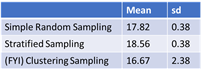 Mean sd
Simple Random Sampling 17.82 0.38
Stratified Sampling 18.56 0.38
(FYI) Clustering Sampling 16.67 2.38